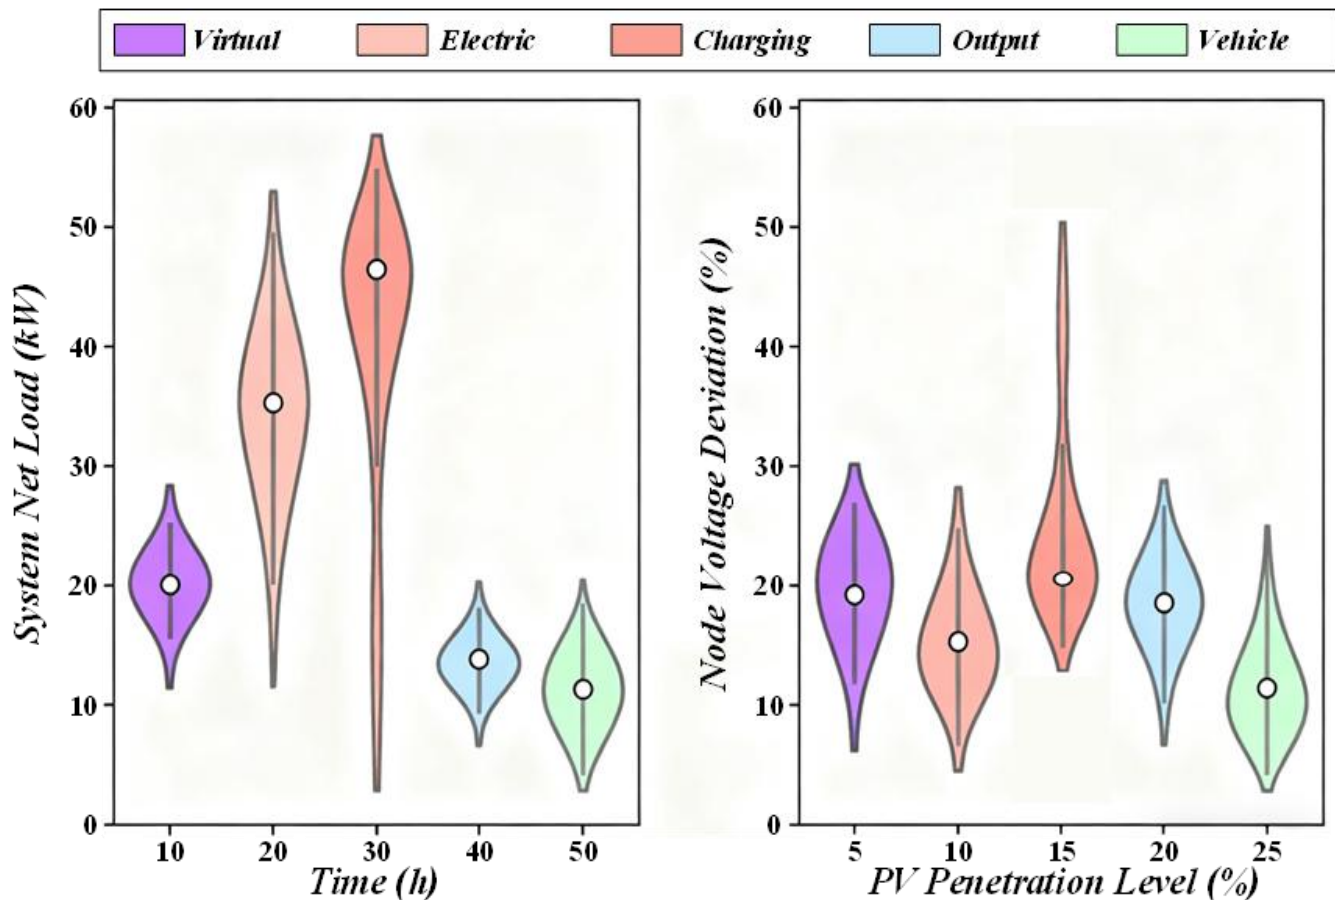 Virtual Electric Charging Output Vehicle
60
50
40
30
20
10
0
System Net Load (kW)
10 20 30 40 50
Time (h)
60
50
40
30
20
10
0
Node Voltage Deviation (%)
5 10 15 20 25
PV Penetration Level (%)